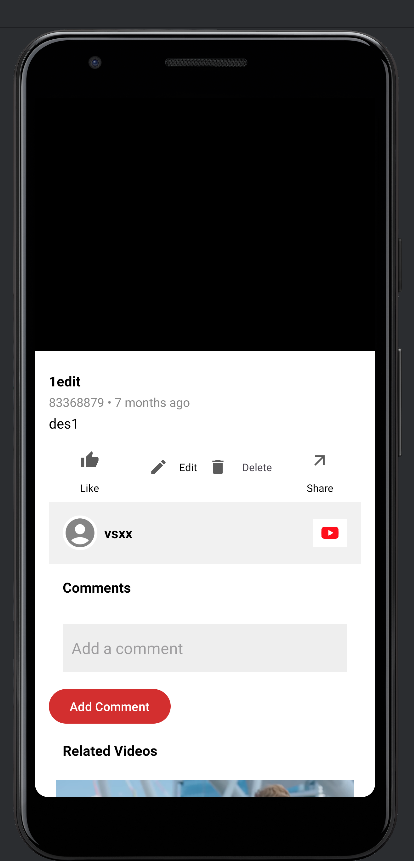 1edit
83368879 • 7 months ago
des1
Like
Edit
Delete
Share
vsxx
Comments
Add a comment
Add Comment
Related Videos